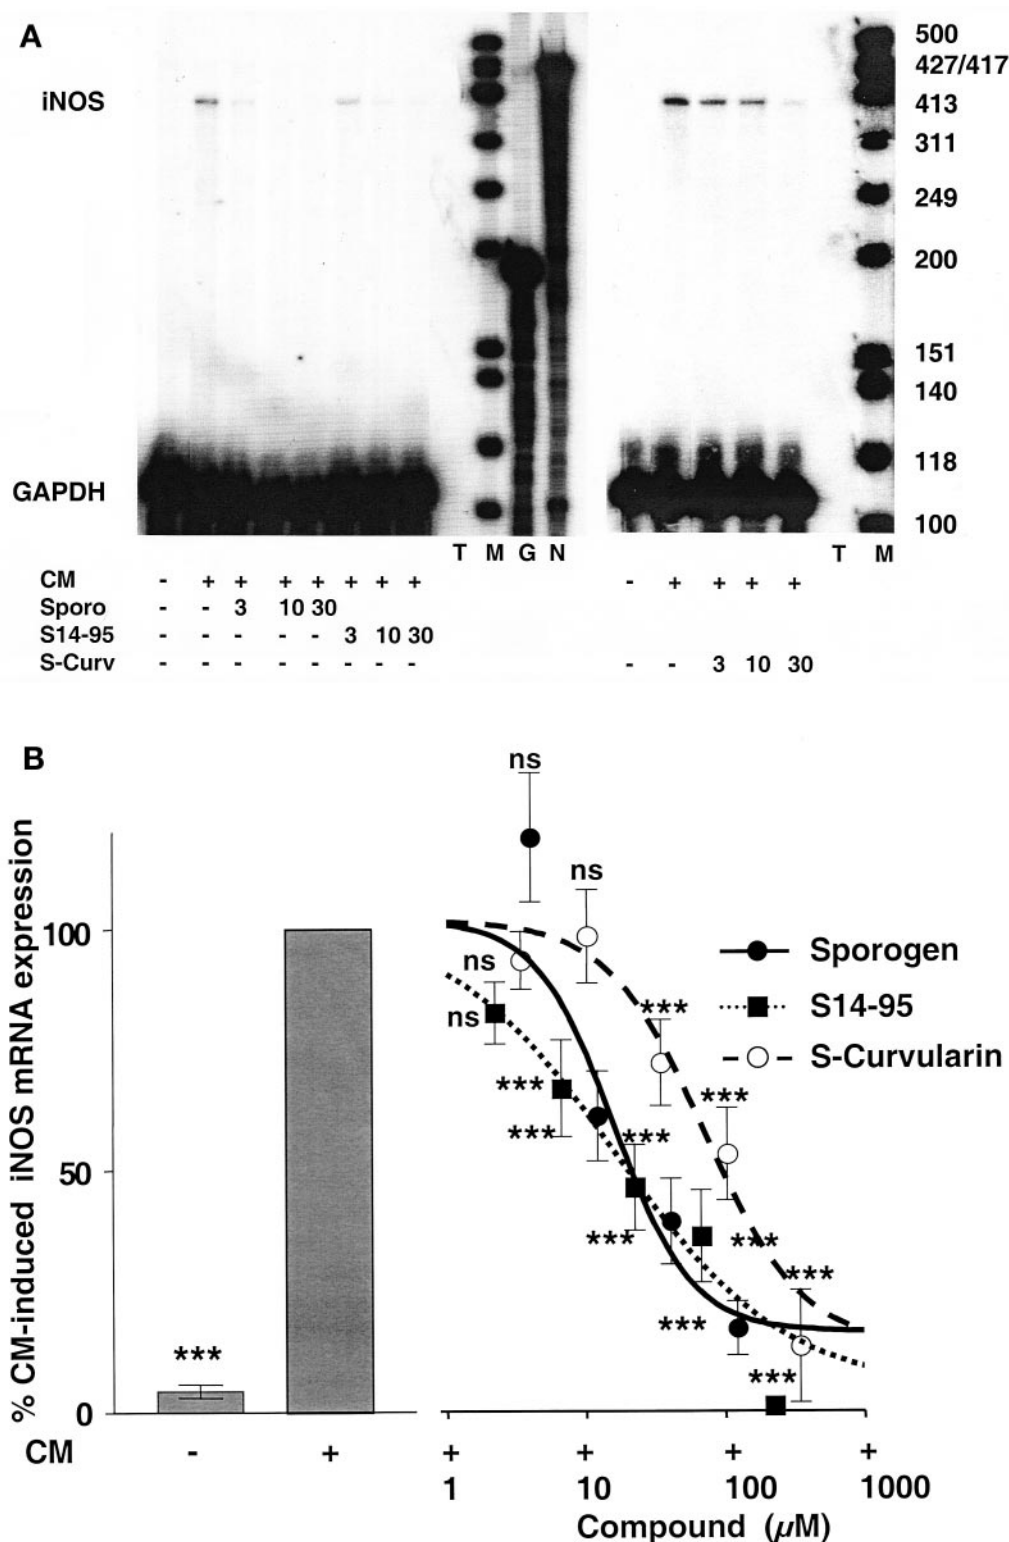 A
500
427/417
iNOS
413
311
249
200
151
140
118
GAPDH
100
T M G N T M
CM - + + + + + + + - + + + +
Sporo - - 3 10 30 - - -
S14-95 - - - - - 3 10 30
S-Curv - - - - - - - - - - 3 10 30
B
% CM-induced iNOS mRNA expression
100
50
0
***
CM - + + + + +
1 10 100 1000
Compound (µM)
ns
ns
ns
ns
***
***
***
***
***
***
***
***
***
***
Sporogen
S14-95
S-Curvularin